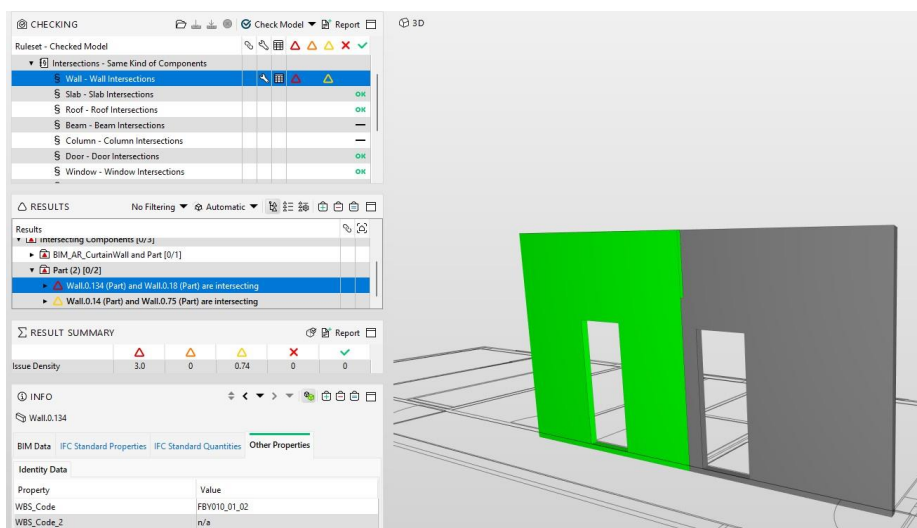 CHECKING
Check Model
Report
3D
Ruleset - Checked Model
Intersections - Same Kind of Components
§ Wall - Wall Intersections
§ Slab - Slab Intersections OK
§ Roof - Roof Intersections OK
§ Beam - Beam Intersections —
§ Column - Column Intersections —
§ Door - Door Intersections OK
§ Window - Window Intersections OK
RESULTS
No Filtering
Automatic
Results
Intersecting Components [0/3]
BIM_AR_CurtainWall and Part [0/1]
Part (2) [0/2]
Wall.0.134 (Part) and Wall.0.18 (Part) are intersecting
Wall.0.14 (Part) and Wall.0.75 (Part) are intersecting
∑ RESULT SUMMARY
Report
Issue Density 3.0 0 0.74 0 0
INFO
Wall.0.134
BIM Data IFC Standard Properties IFC Standard Quantities Other Properties
Identity Data
Property Value
WBS_Code FBY010_01_02
WBS_Code_2 n/a